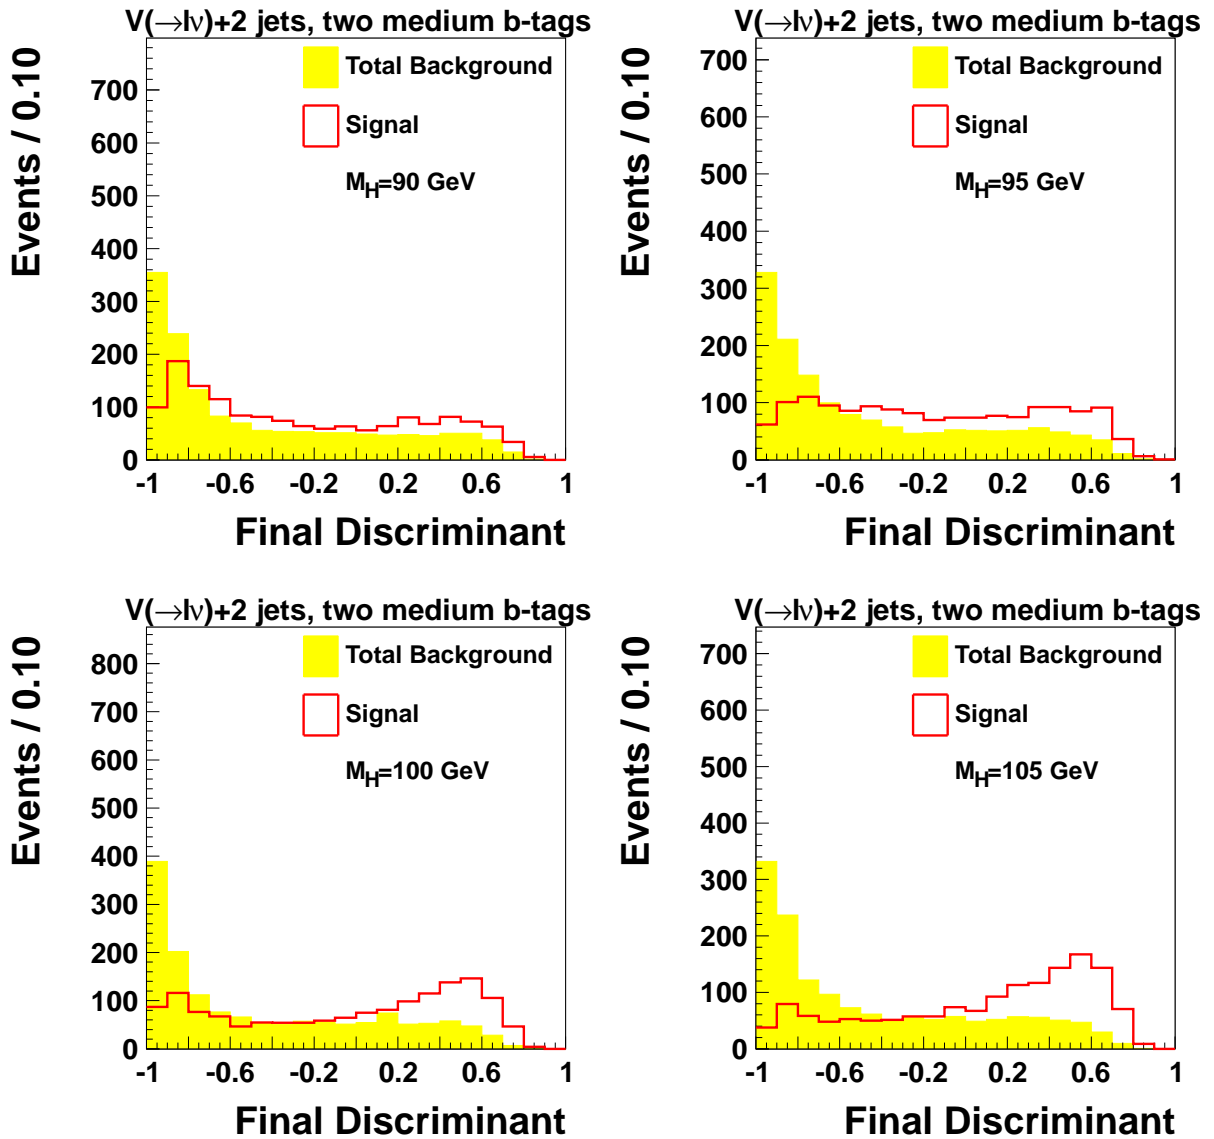 V(→lν)+2 jets, two medium b-tags
Events / 0.10
700
600
500
400
300
200
100
0
Total Background
Signal
M_H=90 GeV
-1 -0.6 -0.2 0.2 0.6 1
Final Discriminant
V(→lν)+2 jets, two medium b-tags
Events / 0.10
700
600
500
400
300
200
100
0
Total Background
Signal
M_H=95 GeV
-1 -0.6 -0.2 0.2 0.6 1
Final Discriminant
V(→lν)+2 jets, two medium b-tags
Events / 0.10
800
700
600
500
400
300
200
100
0
Total Background
Signal
M_H=100 GeV
-1 -0.6 -0.2 0.2 0.6 1
Final Discriminant
V(→lν)+2 jets, two medium b-tags
Events / 0.10
700
600
500
400
300
200
100
0
Total Background
Signal
M_H=105 GeV
-1 -0.6 -0.2 0.2 0.6 1
Final Discriminant